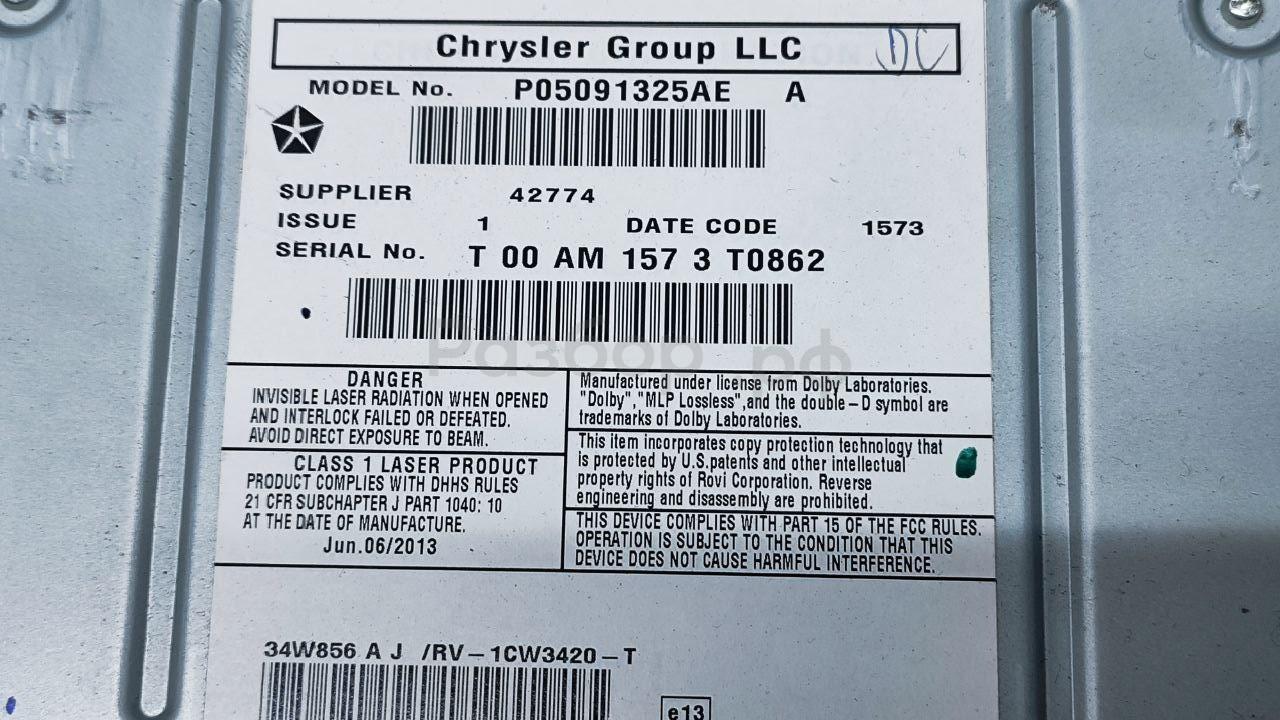 Chrysler Group LLC DC
MODEL No. P05091325AE A
SUPPLIER 42774
ISSUE 1 DATE CODE 1573
SERIAL No. T 00 AM 157 3 T0862
Разбор.рф
DANGER
INVISIBLE LASER RADIATION WHEN OPENED
AND INTERLOCK FAILED OR DEFEATED.
AVOID DIRECT EXPOSURE TO BEAM.
CLASS 1 LASER PRODUCT
PRODUCT COMPLIES WITH DHHS RULES
21 CFR SUBCHAPTER J PART 1040: 10
AT THE DATE OF MANUFACTURE.
Jun.06/2013
Manufactured under license from Dolby Laboratories.
"Dolby","MLP Lossless",and the double-D symbol are
trademarks of Dolby Laboratories.
This item incorporates copy protection technology that
is protected by U.S.patents and other intellectual
property rights of Rovi Corporation. Reverse
engineering and disassembly are prohibited.
THIS DEVICE COMPLIES WITH PART 15 OF THE FCC RULES.
OPERATION IS SUBJECT TO THE CONDITION THAT THIS
DEVICE DOES NOT CAUSE HARMFUL INTERFERENCE.
34W856 A J /RV-1CW3420-T
e13